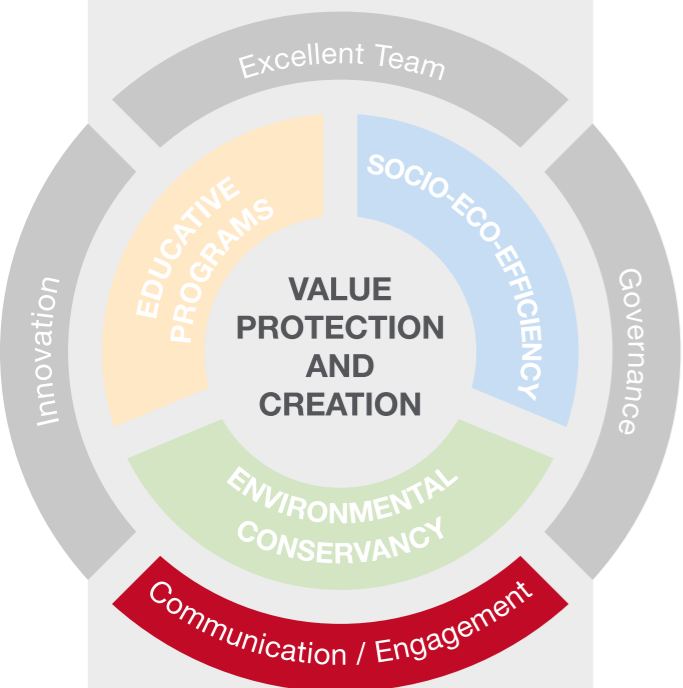 Excellent Team
EDUCATIVE
PROGRAMS
SOCIO-ECO-EFFICIENCY
Innovation
VALUE
PROTECTION
AND
CREATION
Governance
ENVIRONMENTAL
CONSERVANCY
Communication / Engagement